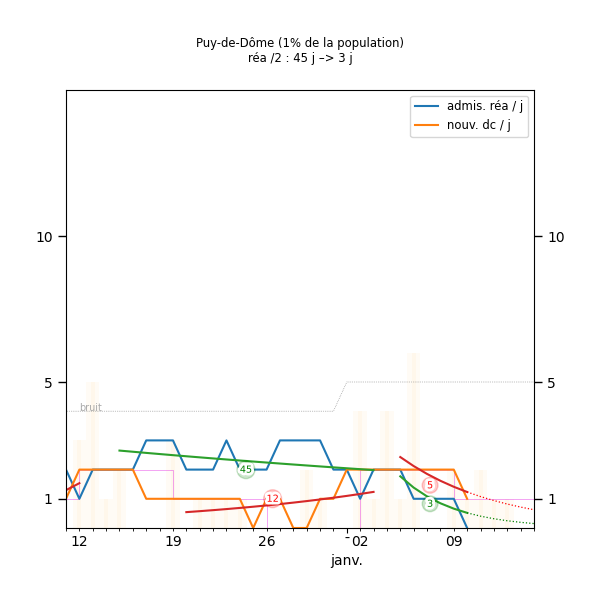 Puy-de-Dôme (1% de la population)
réa /2 : 45 j –> 3 j
admis. réa / j
nouv. dc / j
10
10
5
5
bruit
45
12
5
3
1
1
12
19
26
02
09
janv.